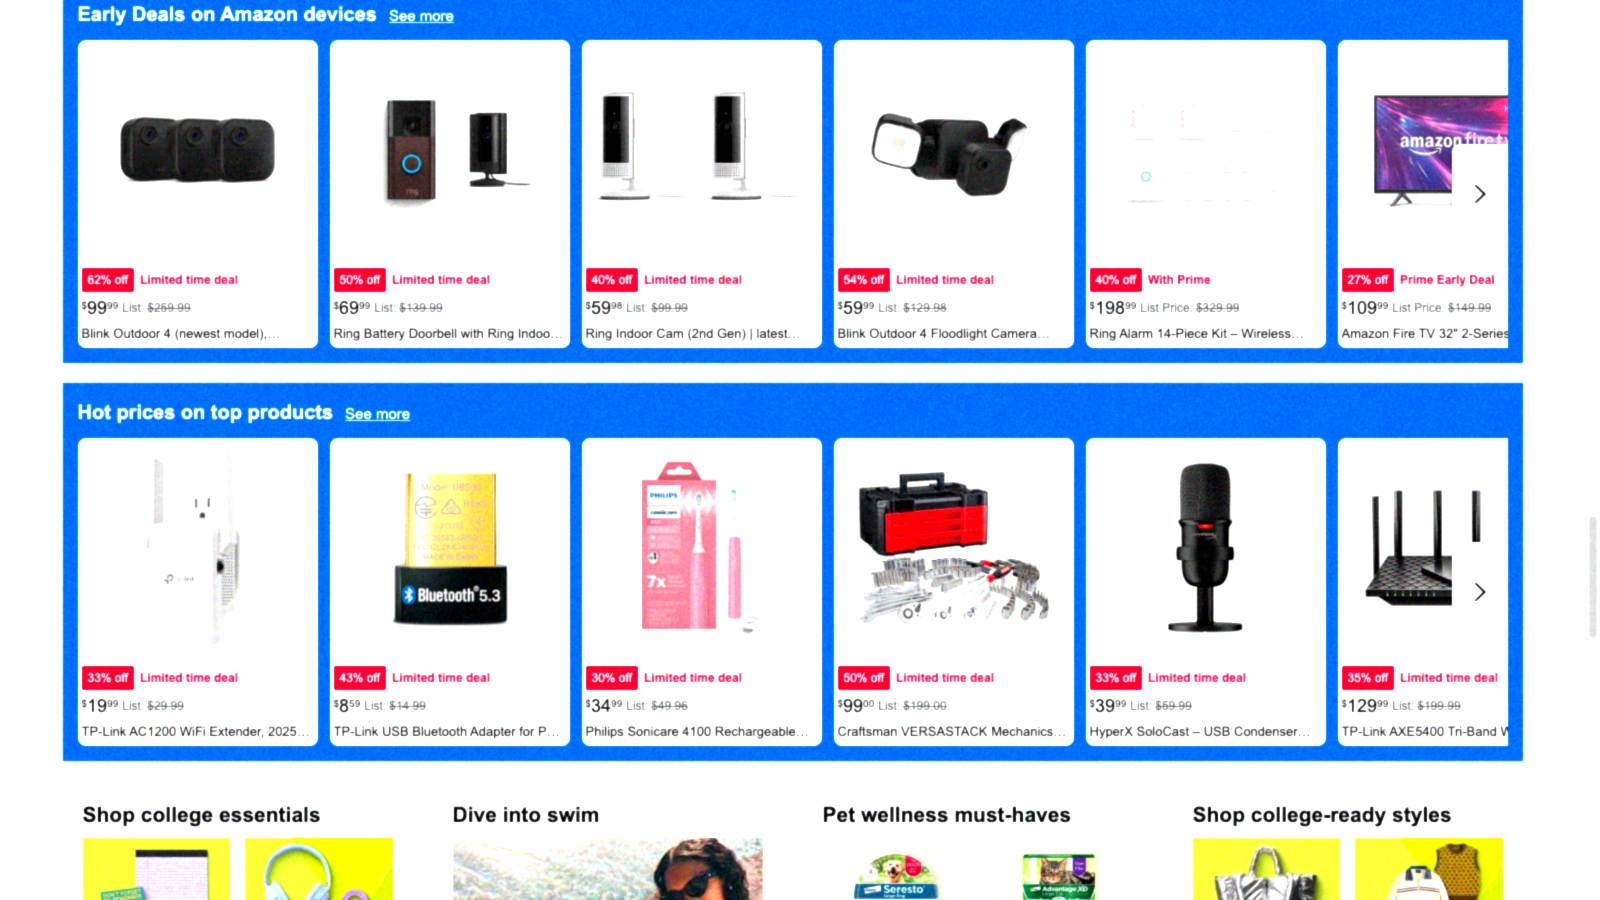 Early Deals on Amazon devices See more
62% off Limited time deal
$99.99 List: $259.99
Blink Outdoor 4 (newest model),...
ring
50% off Limited time deal
$69.99 List: $139.99
Ring Battery Doorbell with Ring Indoo...
40% off Limited time deal
$59.98 List: $99.99
Ring Indoor Cam (2nd Gen) | latest...
54% off Limited time deal
$59.99 List: $129.98
Blink Outdoor 4 Floodlight Camera...
40% off With Prime
$198.99 List Price: $329.99
Ring Alarm 14-Piece Kit – Wireless...
amazon fire tv
27% off Prime Early Deal
$109.99 List Price: $149.99
Amazon Fire TV 32" 2-Series
Hot prices on top products See more
33% off Limited time deal
$19.99 List: $29.99
TP-Link AC1200 WiFi Extender, 2025...
Bluetooth® 5.3
43% off Limited time deal
$8.59 List: $14.99
TP-Link USB Bluetooth Adapter for P...
PHILIPS
sonicare
7x
30% off Limited time deal
$34.99 List: $49.96
Philips Sonicare 4100 Rechargeable...
50% off Limited time deal
$99.00 List: $199.00
Craftsman VERSASTACK Mechanics...
33% off Limited time deal
$39.99 List: $59.99
HyperX SoloCast – USB Condenser...
35% off Limited time deal
$129.99 List: $199.99
TP-Link AXE5400 Tri-Band W
Shop college essentials
Dive into swim
Pet wellness must-haves
Seresto
Advantage XD
Shop college-ready styles